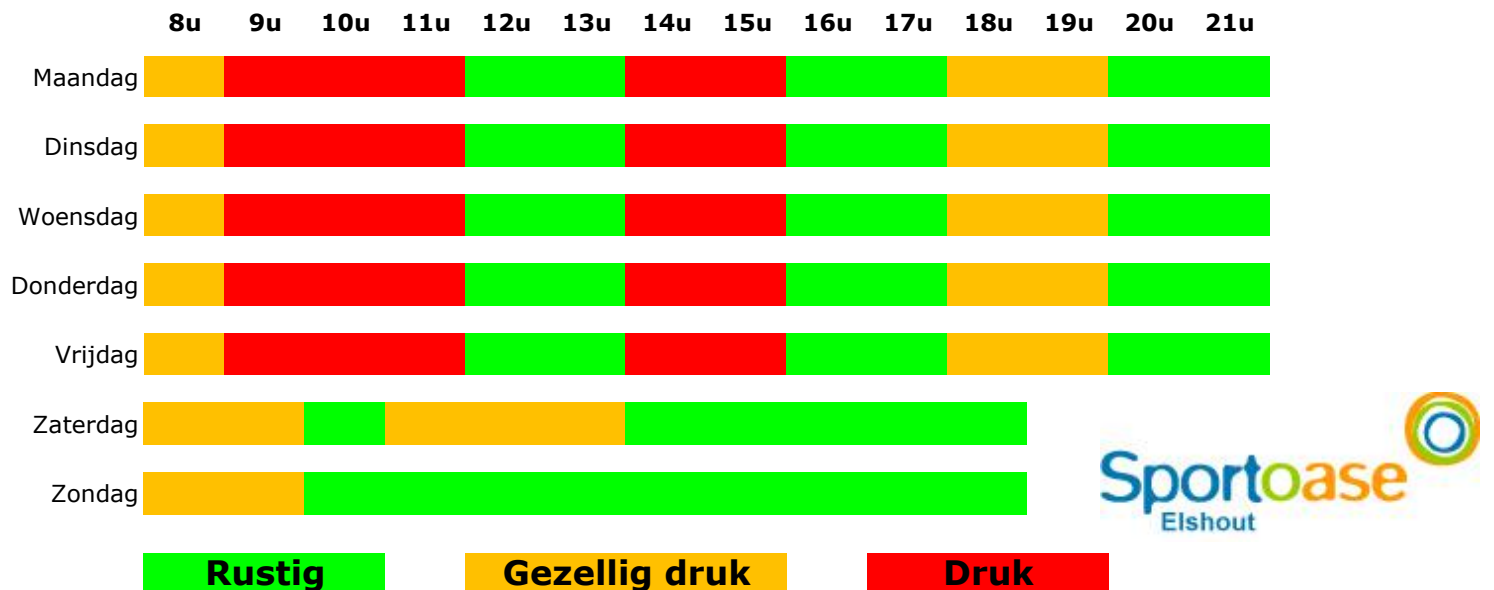 8u 9u 10u 11u 12u 13u 14u 15u 16u 17u 18u 19u 20u 21u
Maandag
Dinsdag
Woensdag
Donderdag
Vrijdag
Zaterdag
Zondag
Sportoase
Elshout
Rustig Gezellig druk Druk